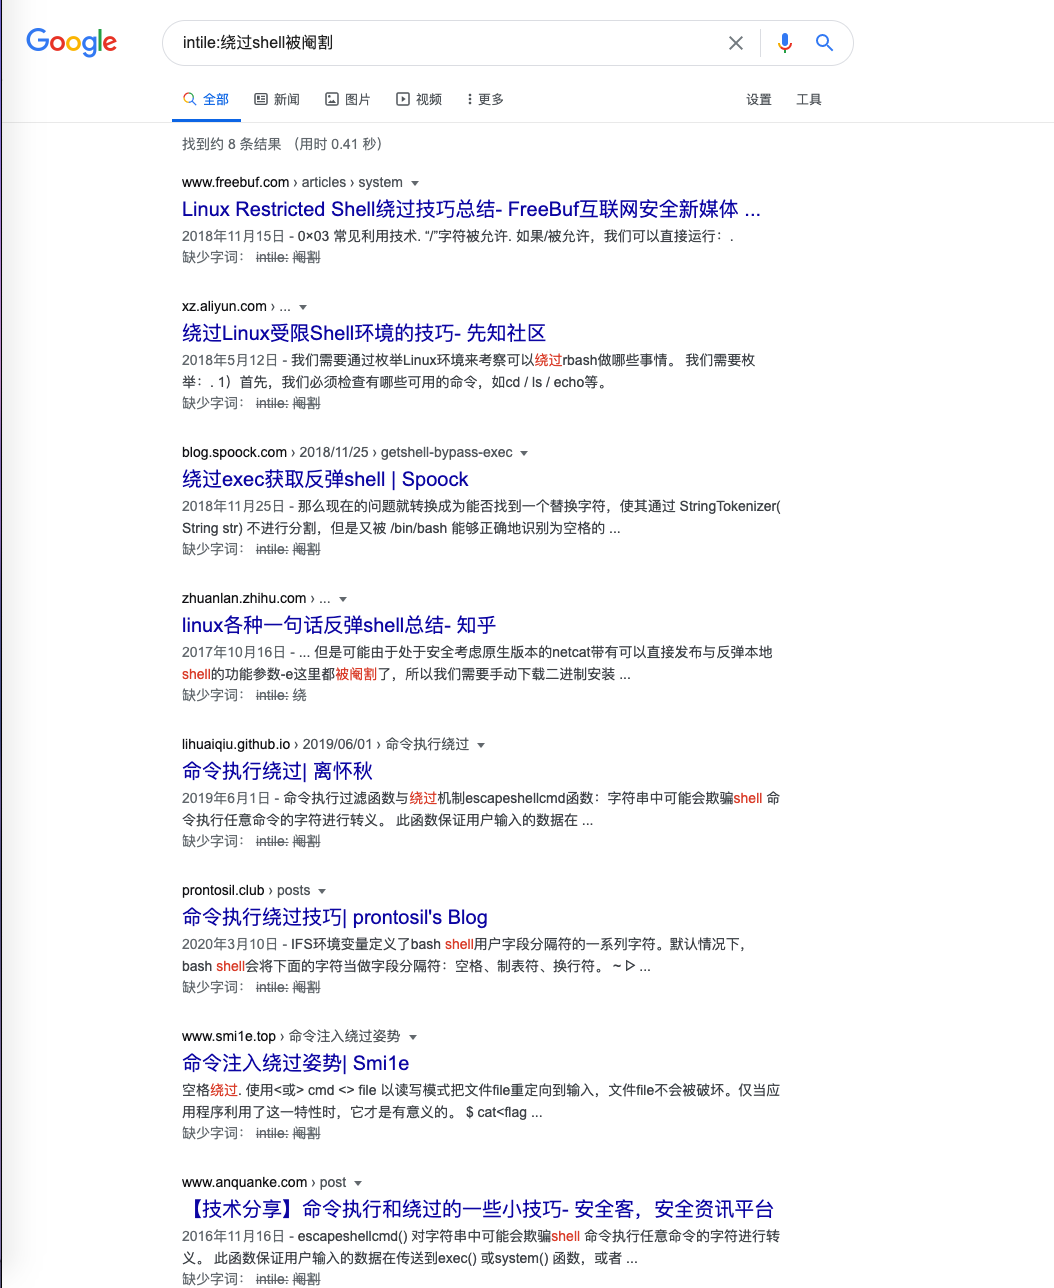 Google
intile:绕过shell被阉割
全部 新闻 图片 视频 更多 设置 工具
找到约 8 条结果 (用时 0.41 秒)
www.freebuf.com › articles › system
Linux Restricted Shell绕过技巧总结- FreeBuf互联网安全新媒体 ...
2018年11月15日 - 0×03 常见利用技术. “/”字符被允许. 如果/被允许，我们可以直接运行：.
缺少字词： intile: 阉割
xz.aliyun.com › ...
绕过Linux受限Shell环境的技巧- 先知社区
2018年5月12日 - 我们需要通过枚举Linux环境来考察可以绕过rbash做哪些事情。 我们需要枚
举：. 1）首先，我们必须检查有哪些可用的命令，如cd / ls / echo等。
缺少字词： intile: 阉割
blog.spoock.com › 2018/11/25 › getshell-bypass-exec
绕过exec获取反弹shell | Spoock
2018年11月25日 - 那么现在的问题就转换成为能否找到一个替换字符，使其通过 StringTokenizer(
String str) 不进行分割，但是又被 /bin/bash 能够正确地识别为空格的 ...
缺少字词： intile: 阉割
zhuanlan.zhihu.com › ...
linux各种一句话反弹shell总结- 知乎
2017年10月16日 - ... 但是可能由于处于安全考虑原生版本的netcat带有可以直接发布与反弹本地
shell的功能参数-e这里都被阉割了，所以我们需要手动下载二进制安装 ...
缺少字词： intile: 绕
lihuaiqiu.github.io › 2019/06/01 › 命令执行绕过
命令执行绕过| 离怀秋
2019年6月1日 - 命令执行过滤函数与绕过机制escapeshellcmd函数：字符串中可能会欺骗shell 命
令执行任意命令的字符进行转义。 此函数保证用户输入的数据在 ...
缺少字词： intile: 阉割
prontosil.club › posts
命令执行绕过技巧| prontosil's Blog
2020年3月10日 - IFS环境变量定义了bash shell用户字段分隔符的一系列字符。默认情况下，
bash shell会将下面的字符当做字段分隔符：空格、制表符、换行符。 ~ ▷ ...
缺少字词： intile: 阉割
www.smi1e.top › 命令注入绕过姿势
命令注入绕过姿势| Smi1e
空格绕过. 使用<或> cmd <> file 以读写模式把文件file重定向到输入，文件file不会被破坏。仅当应
用程序利用了这一特性时，它才是有意义的。 $ cat<flag ...
缺少字词： intile: 阉割
www.anquanke.com › post
【技术分享】命令执行和绕过的一些小技巧- 安全客，安全资讯平台
2016年11月16日 - escapeshellcmd() 对字符串中可能会欺骗shell 命令执行任意命令的字符进行转
义。 此函数保证用户输入的数据在传送到exec() 或system() 函数，或者 ...
缺少字词： intile: 阉割